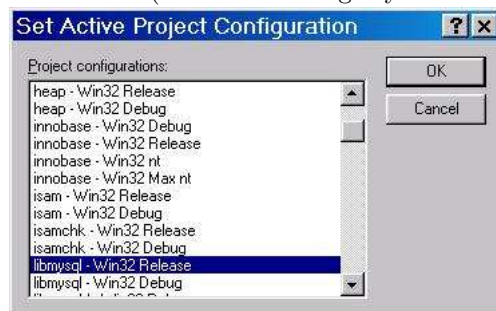 Set Active Project Configuration
Project configurations:
OK
Cancel
heap - Win32 Release
heap - Win32 Debug
innobase - Win32 Debug
innobase - Win32 Release
innobase - Win32 nt
innobase - Win32 Max nt
isam - Win32 Release
isam - Win32 Debug
isamchk - Win32 Release
isamchk - Win32 Debug
libmysql - Win32 Release
libmysql - Win32 Debug